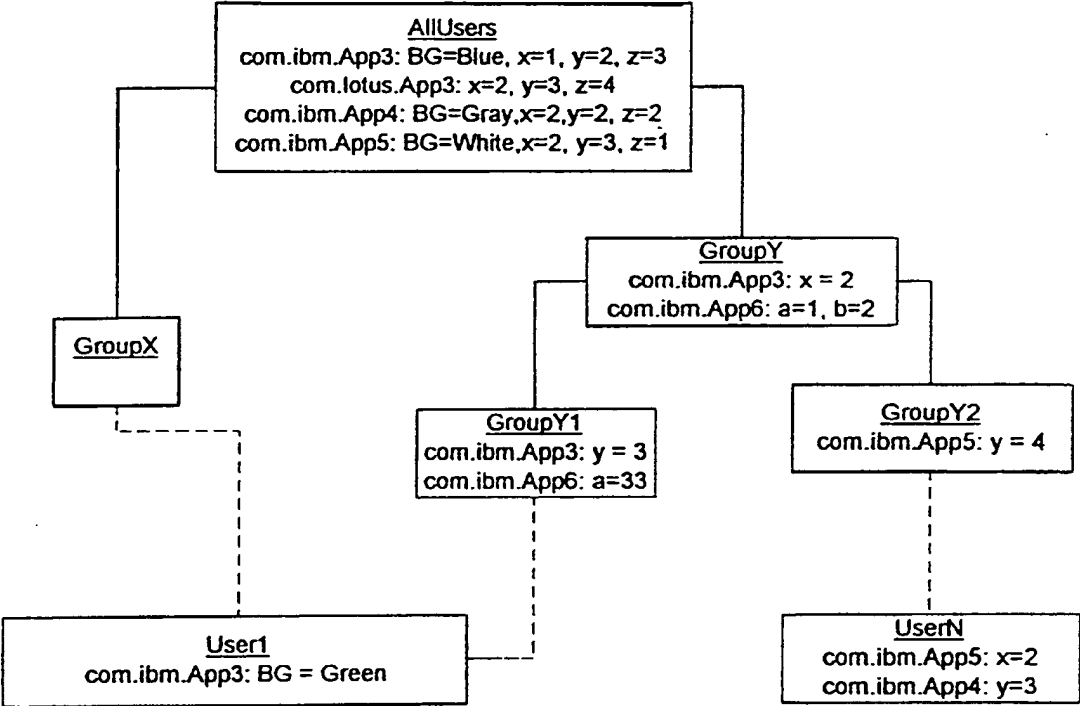 AllUsers
com.ibm.App3: BG=Blue, x=1, y=2, z=3
com.lotus.App3: x=2, y=3, z=4
com.ibm.App4: BG=Gray,x=2,y=2, z=2
com.ibm.App5: BG=White,x=2, y=3, z=1
GroupY
com.ibm.App3: x = 2
com.ibm.App6: a=1, b=2
GroupX
GroupY1
com.ibm.App3: y = 3
com.ibm.App6: a=33
GroupY2
com.ibm.App5: y = 4
User1
com.ibm.App3: BG = Green
UserN
com.ibm.App5: x=2
com.ibm.App4: y=3